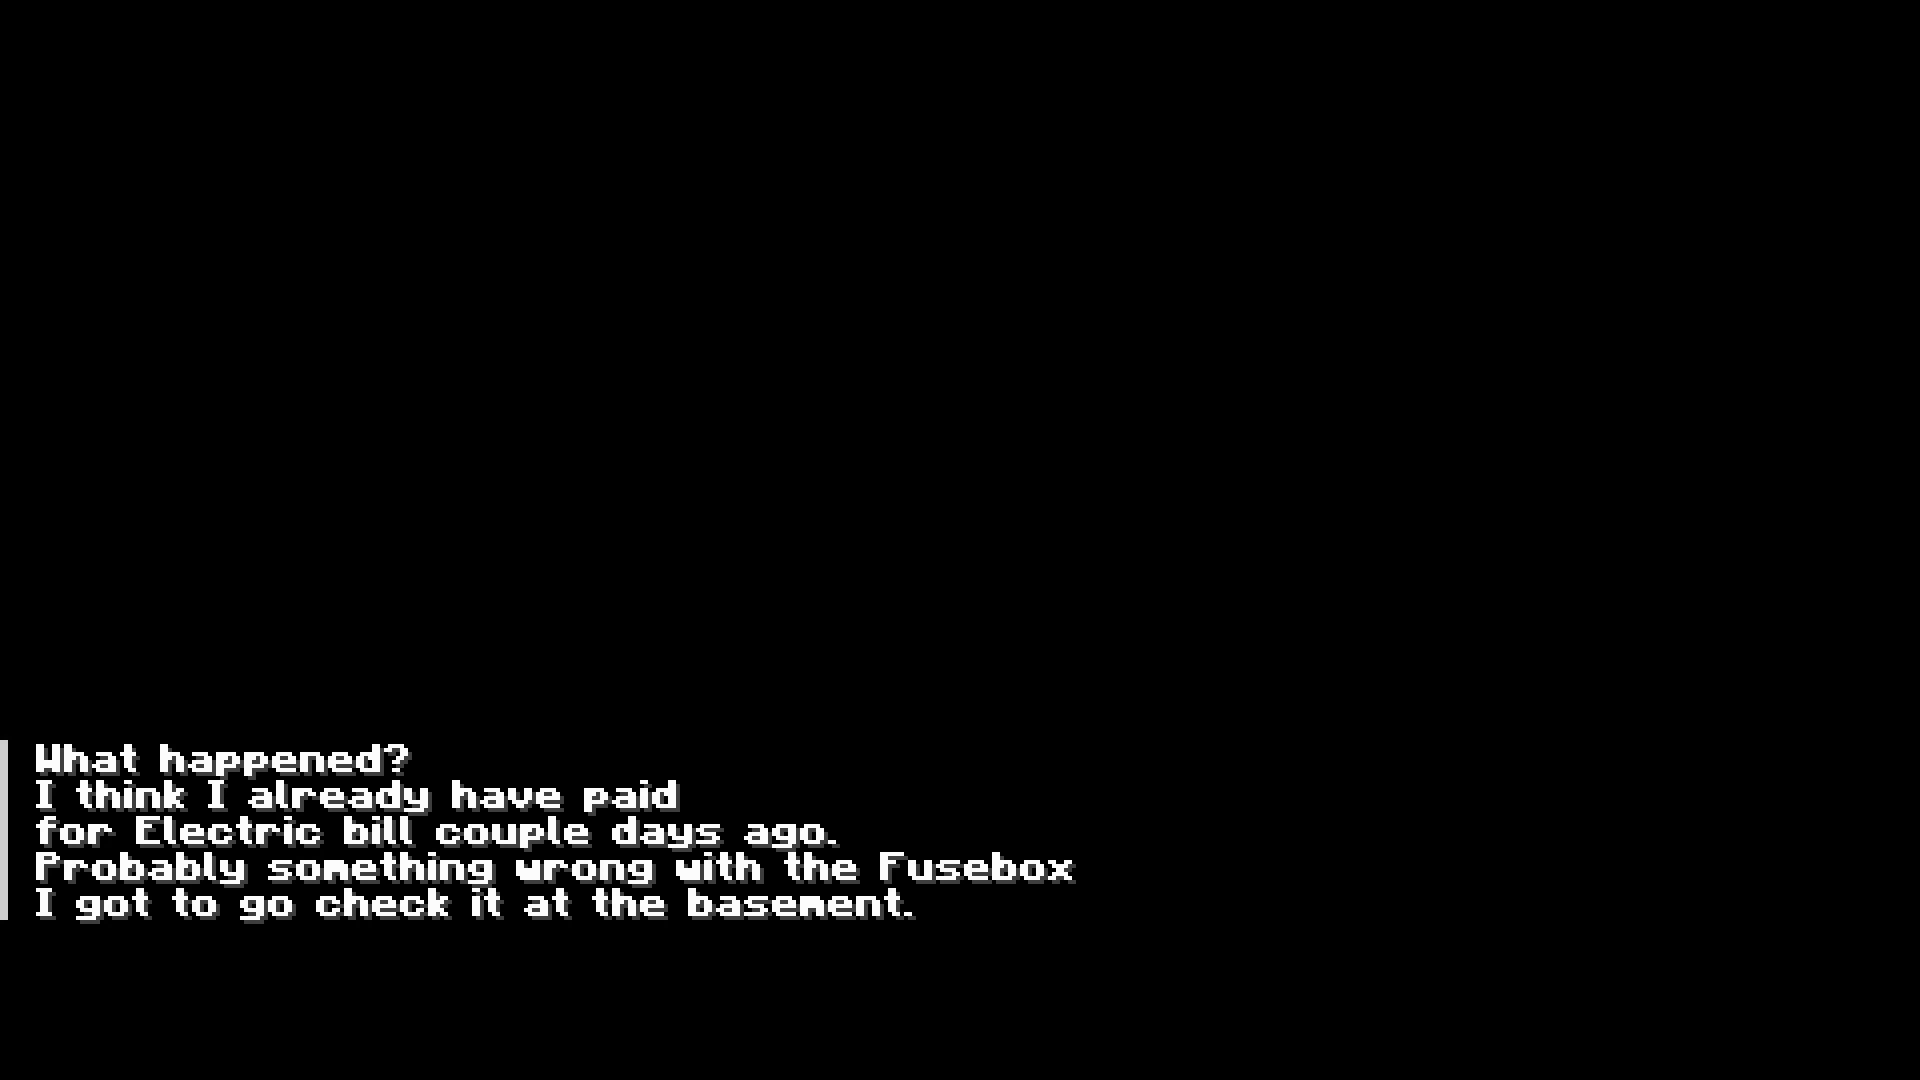 What happened?
I think I already have paid
for Electric bill couple days ago.
Probably something wrong with the Fusebox
I got to go check it at the basement.